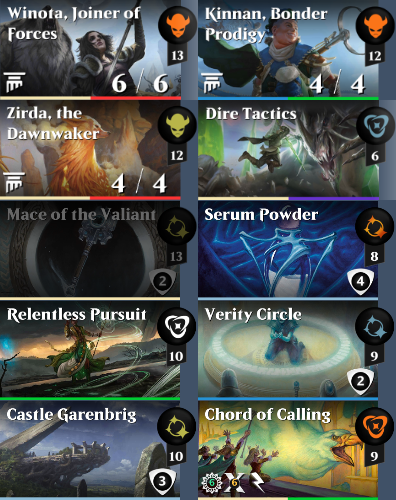 Winota, Joiner of
Forces
13
6 / 6
Kinnan, Bonder
Prodigy
12
4 / 4
Zirda, the
Dawnwaker
12
4 / 4
Dire Tactics
6
Mace of the Valiant
13
2
Serum Powder
8
4
Relentless Pursuit
10
Verity Circle
9
2
Castle Garenbrig
10
3
Chord of Calling
9
6 X 6